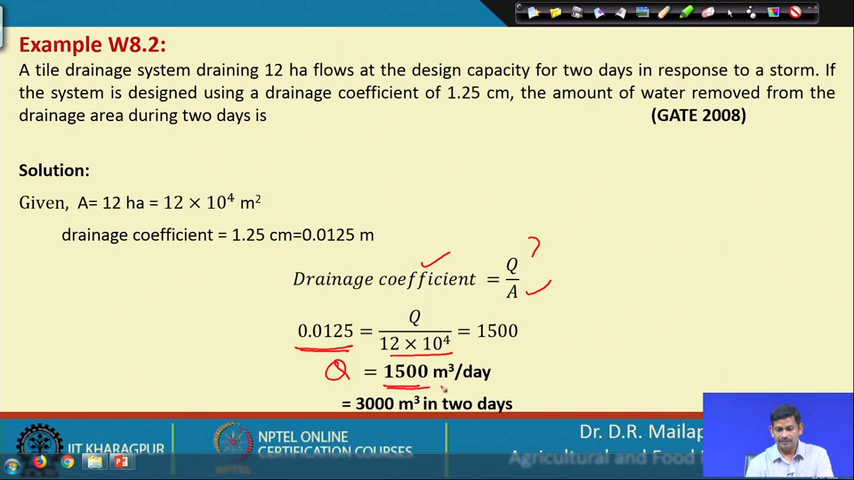 Example W8.2:
A tile drainage system draining 12 ha flows at the design capacity for two days in response to a storm. If
the system is designed using a drainage coefficient of 1.25 cm, the amount of water removed from the
drainage area during two days is (GATE 2008)
Solution:
Given, A= 12 ha = 12 × 10⁴ m²
drainage coefficient = 1.25 cm=0.0125 m
Drainage coefficient = Q/A ?
0.0125 = Q/(12 × 10⁴) = 1500
Q = 1500 m³/day
= 3000 m³ in two days
IIT KHARAGPUR
NPTEL ONLINE
CERTIFICATION COURSES
Dr. D.R. Mailap
Agricultural and Food